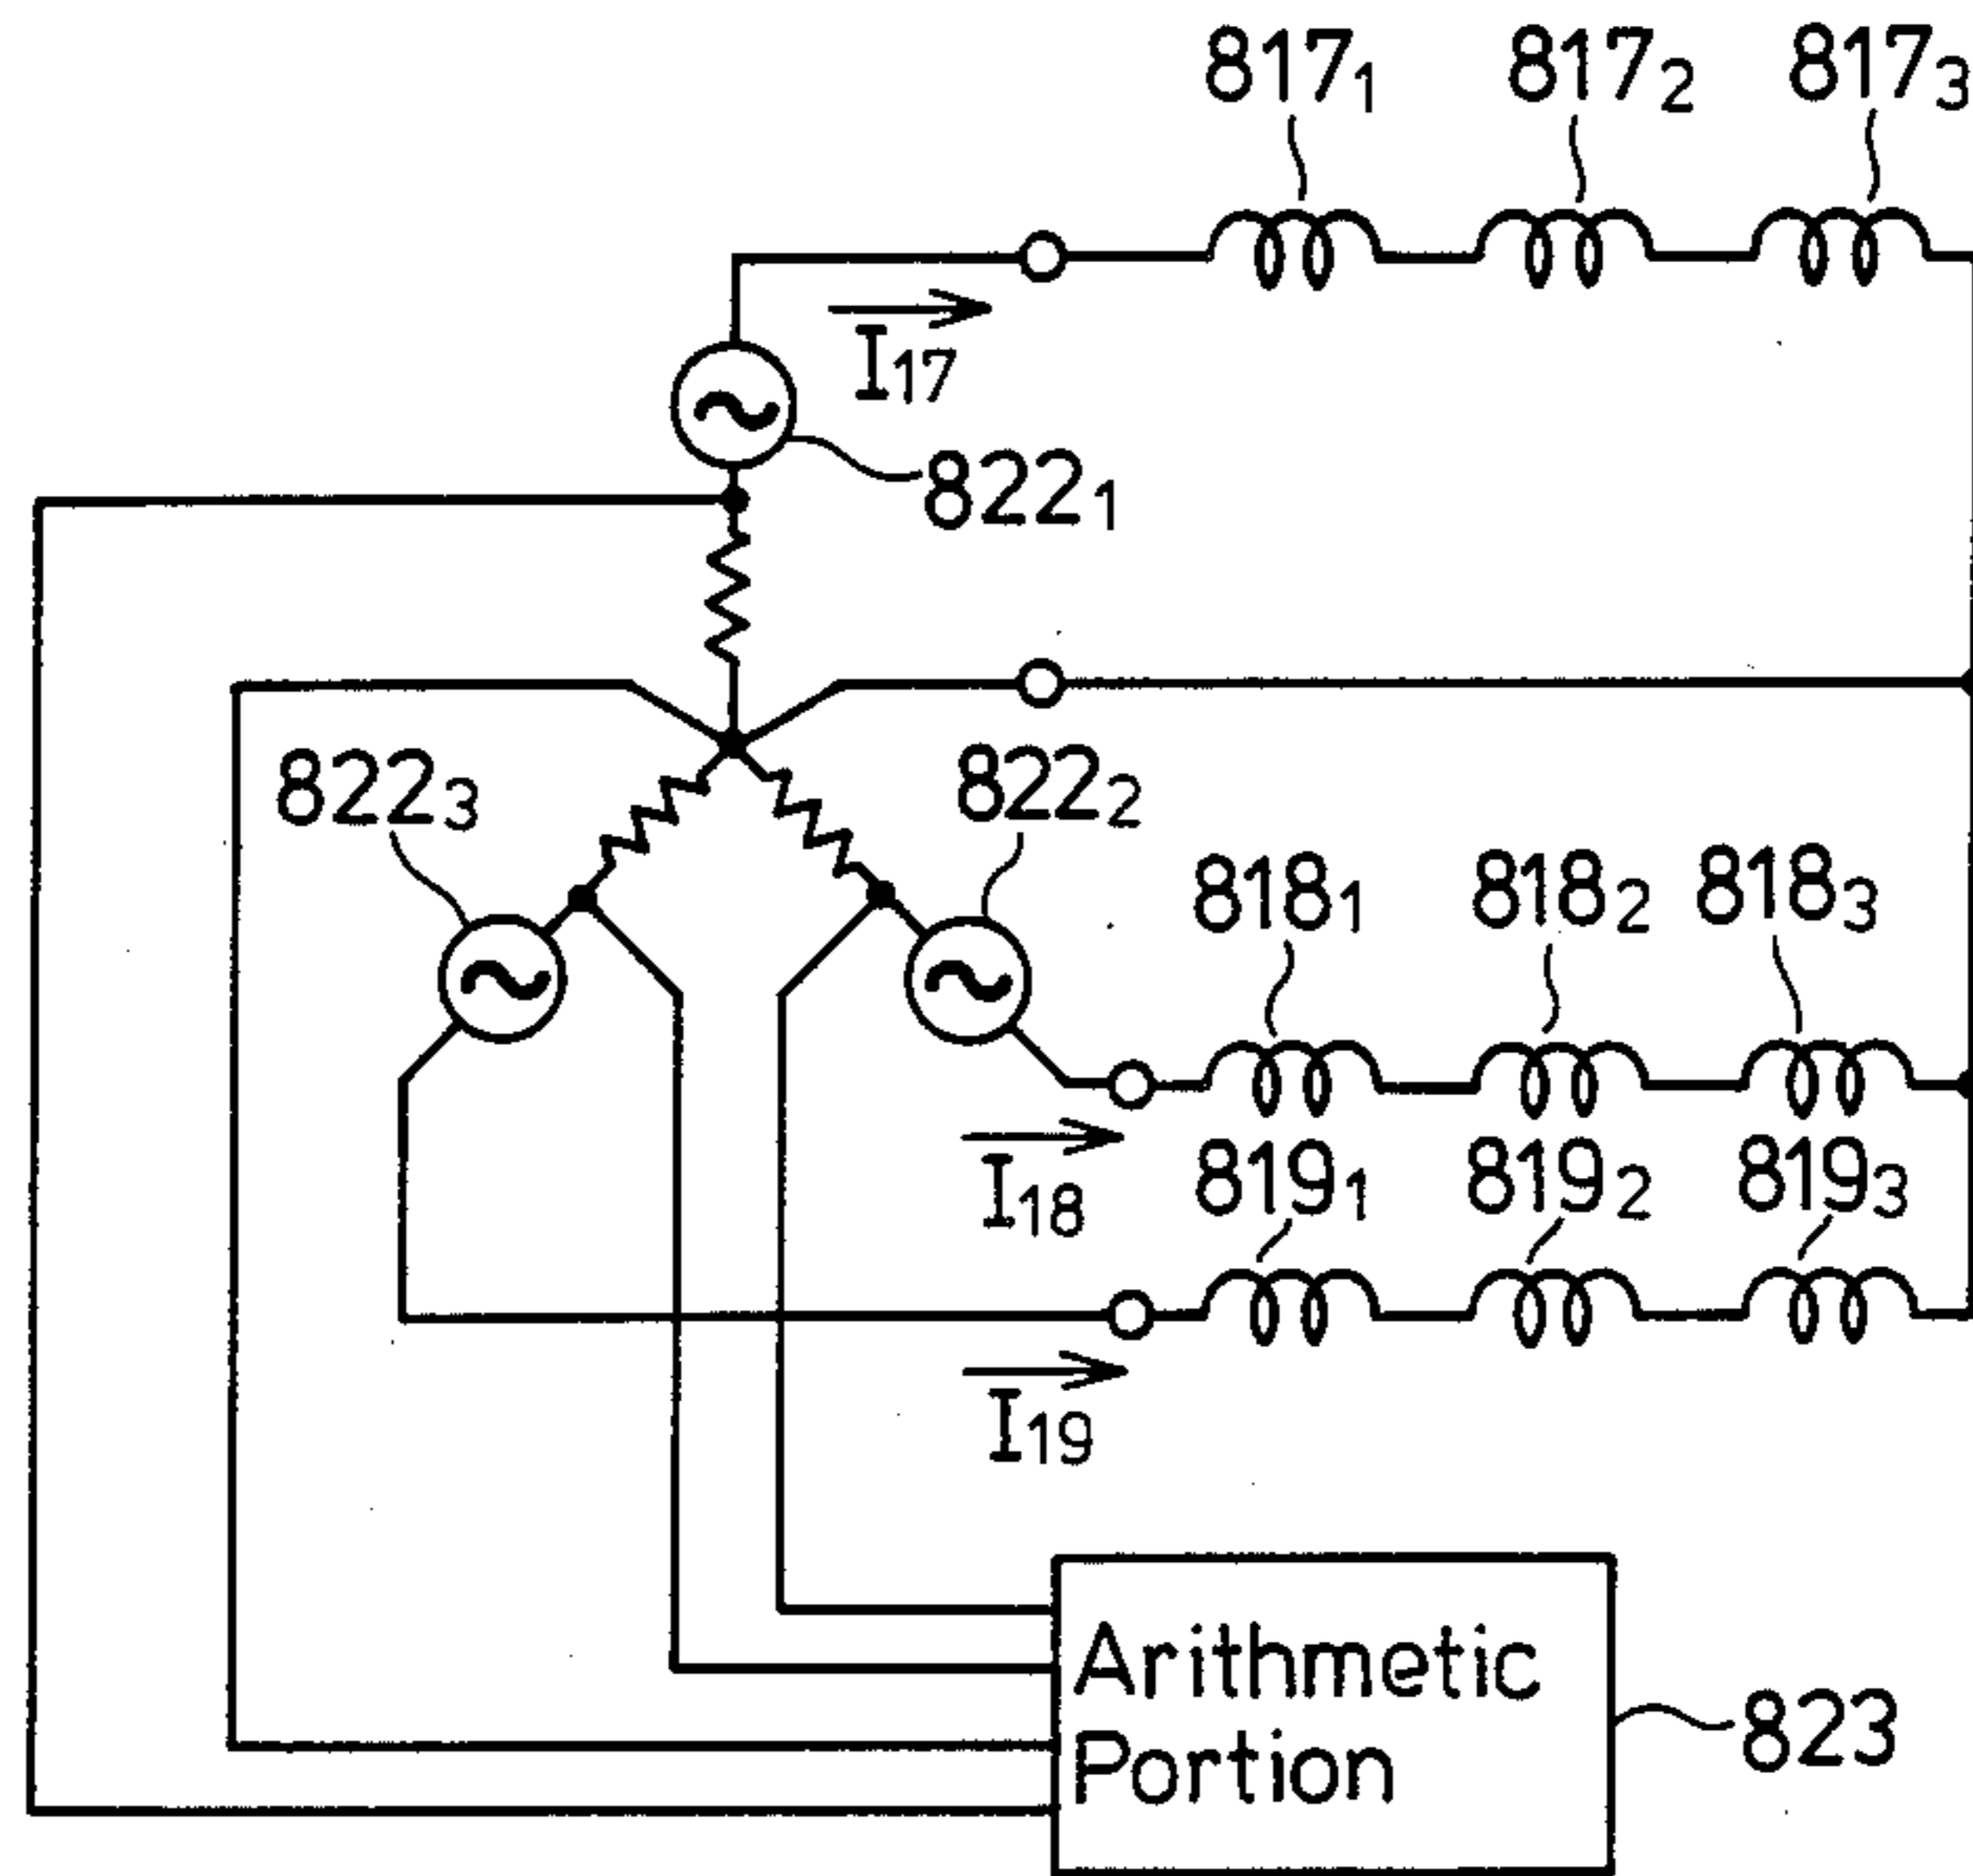 817₁ 817₂ 817₃
I₁₇
822₁
822₃ 822₂
818₁ 818₂ 818₃
I₁₈
819₁ 819₂ 819₃
I₁₉
Arithmetic
Portion
823